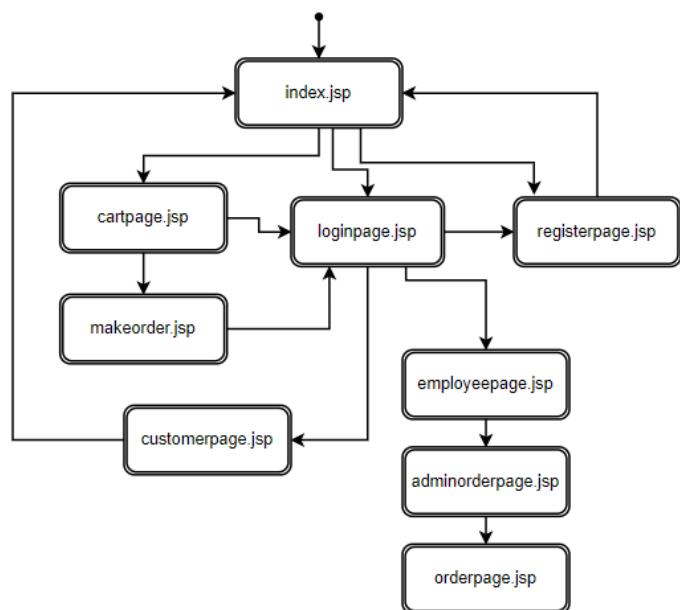 index.jsp
cartpage.jsp
loginpage.jsp
registerpage.jsp
makeorder.jsp
employeepage.jsp
customerpage.jsp
adminorderpage.jsp
orderpage.jsp